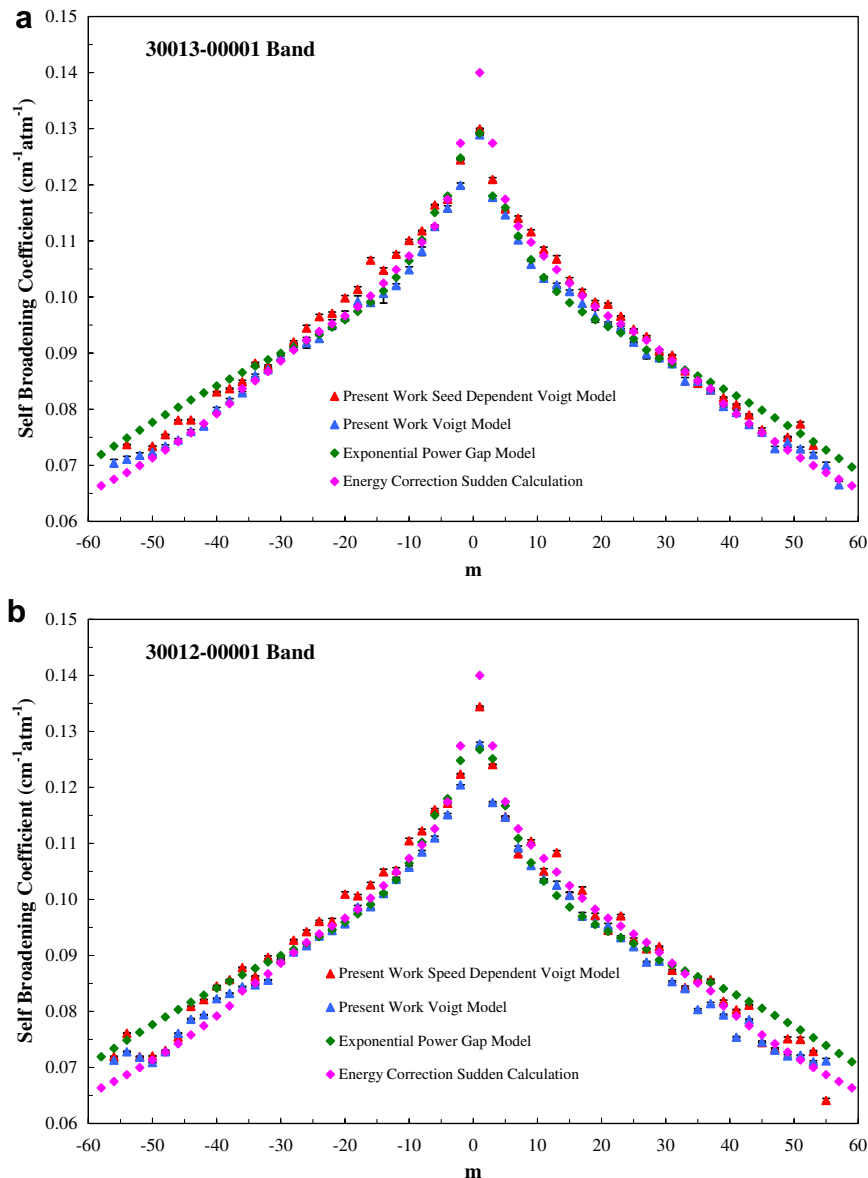 a
30013-00001 Band
Self Broadening Coefficient (cm-1atm-1)
0.15
0.14
0.13
0.12
0.11
0.10
0.09
0.08
0.07
0.06
Present Work Seed Dependent Voigt Model
Present Work Voigt Model
Exponential Power Gap Model
Energy Correction Sudden Calculation
-60 -50 -40 -30 -20 -10 0 10 20 30 40 50 60
m
b
30012-00001 Band
Self Broadening Coefficient (cm-1atm-1)
0.15
0.14
0.13
0.12
0.11
0.10
0.09
0.08
0.07
0.06
Present Work Speed Dependent Voigt Model
Present Work Voigt Model
Exponential Power Gap Model
Energy Correction Sudden Calculation
-60 -50 -40 -30 -20 -10 0 10 20 30 40 50 60
m